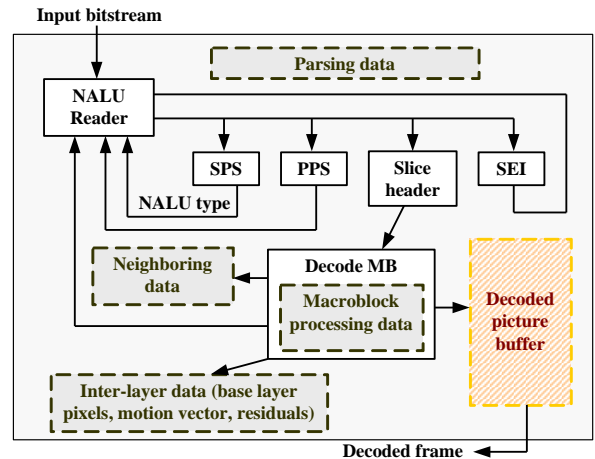 Input bitstream
Parsing data
NALU
Reader
SPS
PPS
Slice
header
SEI
NALU type
Neighboring
data
Decode MB
Macroblock
processing data
Decoded
picture
buffer
Inter-layer data (base layer
pixels, motion vector, residuals)
Decoded frame